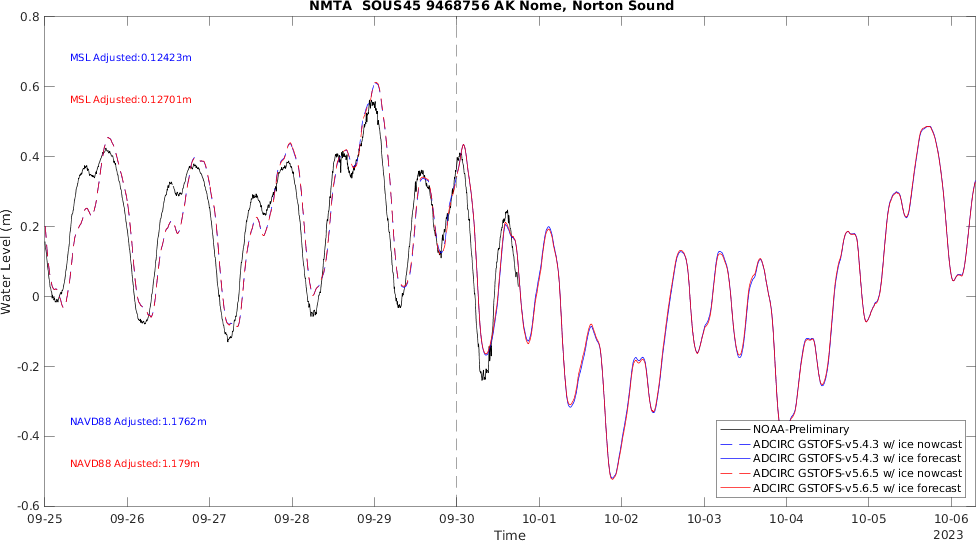 NMTA SOUS45 9468756 AK Nome, Norton Sound
MSL Adjusted:0.12423m
MSL Adjusted:0.12701m
NAVD88 Adjusted:1.1762m
NAVD88 Adjusted:1.179m
Water Level (m)
0.8
0.6
0.4
0.2
0
-0.2
-0.4
-0.6
NOAA-Preliminary
ADCIRC GSTOFS-v5.4.3 w/ ice nowcast
ADCIRC GSTOFS-v5.4.3 w/ ice forecast
ADCIRC GSTOFS-v5.6.5 w/ ice nowcast
ADCIRC GSTOFS-v5.6.5 w/ ice forecast
09-25 09-26 09-27 09-28 09-29 09-30 10-01 10-02 10-03 10-04 10-05 10-06
Time
2023